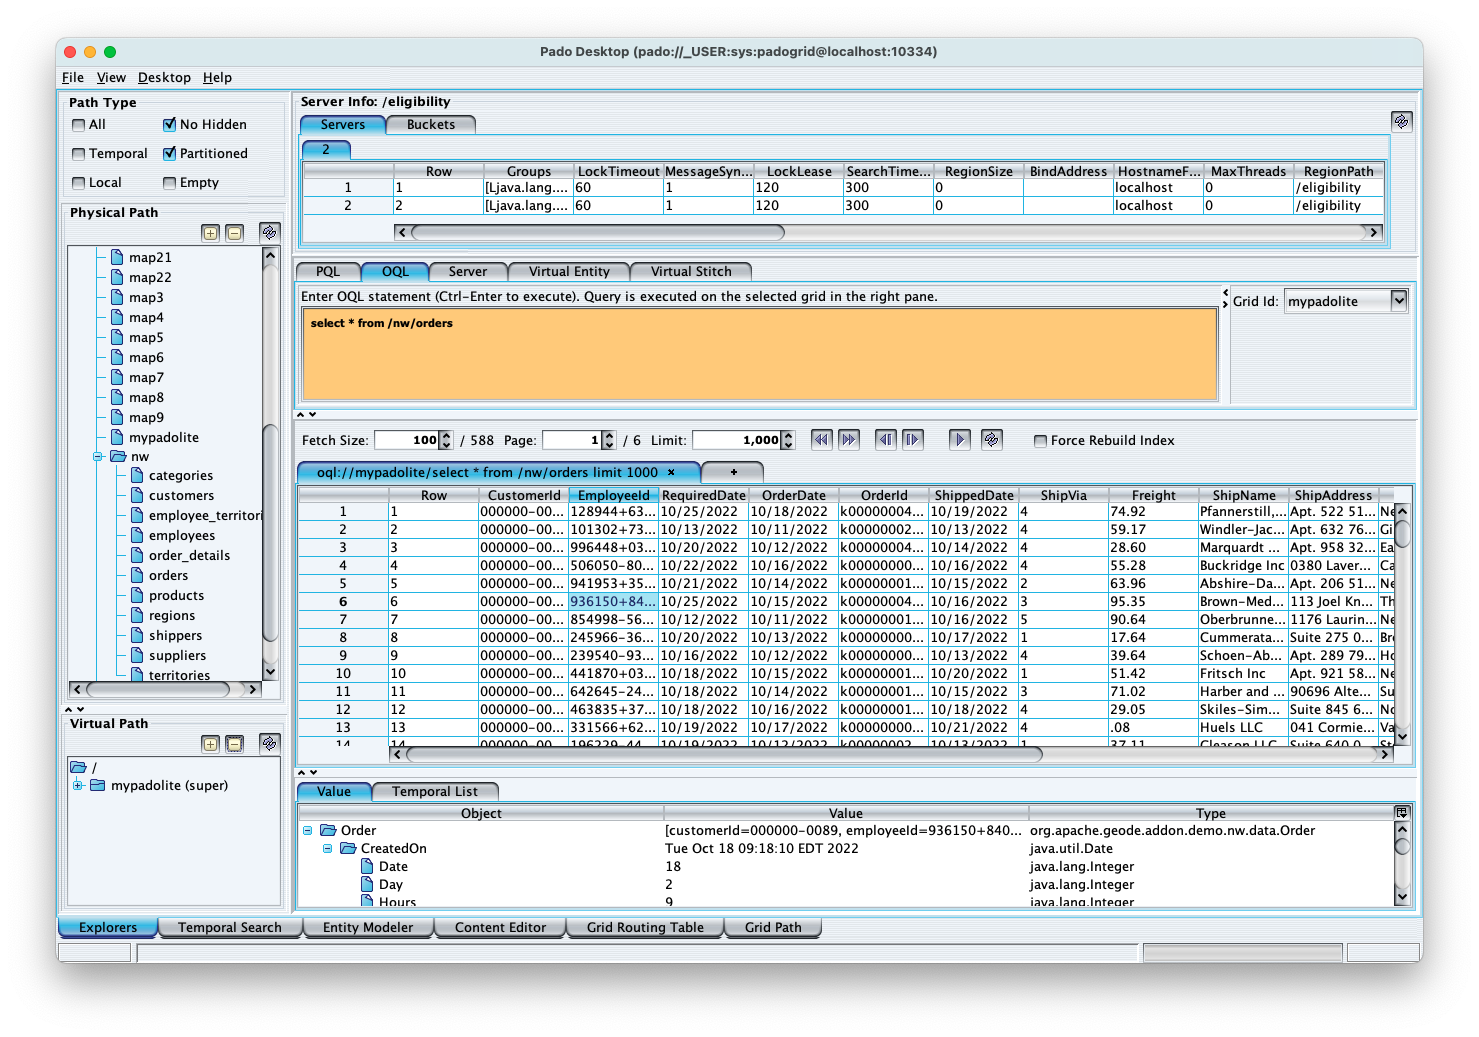 Pado Desktop (pado://_USER:sys:padogrid@localhost:10334)
File View Desktop Help
Path Type
All No Hidden
Temporal Partitioned
Local Empty
Physical Path
map21
map22
map3
map4
map5
map6
map7
map8
map9
mypadolite
nw
categories
customers
employee_territori
employees
order_details
orders
products
regions
shippers
suppliers
territories
Virtual Path
/
mypadolite (super)
Server Info: /eligibility
Servers Buckets
2
Row Groups LockTimeout MessageSyn... LockLease SearchTime... RegionSize BindAddress HostnameF... MaxThreads RegionPath
1 1 [Ljava.lang.... 60 1 120 300 0 localhost 0 /eligibility
2 2 [Ljava.lang.... 60 1 120 300 0 localhost 0 /eligibility
PQL OQL Server Virtual Entity Virtual Stitch
Enter OQL statement (Ctrl-Enter to execute). Query is executed on the selected grid in the right pane.
Grid Id: mypadolite
select * from /nw/orders
Fetch Size: 100 / 588 Page: 1 / 6 Limit: 1,000 Force Rebuild Index
oql://mypadolite/select * from /nw/orders limit 1000 × +
Row CustomerId EmployeeId RequiredDate OrderDate OrderId ShippedDate ShipVia Freight ShipName ShipAddress
1 1 000000-00... 128944+63... 10/25/2022 10/18/2022 k00000004... 10/19/2022 4 74.92 Pfannerstill,... Apt. 522 51... Ne
2 2 000000-00... 101302+73... 10/19/2022 10/12/2022 k00000002... 10/13/2022 4 59.17 Windler-Jac... Apt. 632 76... Gi
3 3 000000-00... 996448+03... 10/20/2022 10/12/2022 k00000004... 10/14/2022 4 28.60 Marquardt ... Apt. 958 32... Ea
4 4 000000-00... 506050-80... 10/22/2022 10/16/2022 k00000000... 10/16/2022 4 55.28 Buckridge Inc 0380 Laver... Ca
5 5 000000-00... 941953+35... 10/21/2022 10/14/2022 k00000001... 10/15/2022 2 63.96 Abshire-Da... Apt. 206 51... Ne
6 6 000000-00... 936150+84... 10/25/2022 10/15/2022 k00000004... 10/16/2022 3 95.35 Brown-Med... 113 Joel Kn... Th
7 7 000000-00... 854998-56... 10/12/2022 10/11/2022 k00000001... 10/16/2022 5 90.64 Oberbrunne... 1176 Laurin... Ne
8 8 000000-00... 245966-36... 10/20/2022 10/13/2022 k00000000... 10/17/2022 1 17.64 Cummerata... Suite 275 0... Br
9 9 000000-00... 239540-93... 10/16/2022 10/12/2022 k00000000... 10/13/2022 4 39.64 Schoen-Ab... Apt. 289 79... Ho
10 10 000000-00... 441870+03... 10/18/2022 10/15/2022 k00000001... 10/20/2022 1 51.42 Fritsch Inc Apt. 921 58... Ne
11 11 000000-00... 642645-24... 10/18/2022 10/14/2022 k00000001... 10/15/2022 3 71.02 Harber and ... 90696 Alte... Su
12 12 000000-00... 463835+37... 10/18/2022 10/16/2022 k00000001... 10/18/2022 4 29.05 Skiles-Sim... Suite 845 6... No
13 13 000000-00... 331566+62... 10/19/2022 10/18/2022 k00000000... 10/21/2022 4 .08 Huels LLC 041 Cormie... Va
14 14 000000-00... 196229-44... 10/19/2022 10/12/2022 k00000002... 10/13/2022 1 37.11 Gleason LLC Suite 640 0... St
Value Temporal List
Object Value Type
Order [customerId=000000-0089, employeeId=936150+840... org.apache.geode.addon.demo.nw.data.Order
CreatedOn Tue Oct 18 09:18:10 EDT 2022 java.util.Date
Date 18 java.lang.Integer
Day 2 java.lang.Integer
Hours 9 java.lang.Integer
Explorers Temporal Search Entity Modeler Content Editor Grid Routing Table Grid Path